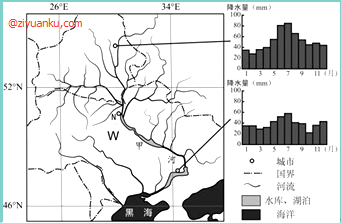 @ziyuanku.com
26°E
34°E
52°N
46°N
N
W
甲
河
黑海
降水量(mm)
100
80
60
40
20
0
1 3 5 7 9 11(月)
降水量(mm)
100
80
60
40
20
0
1 3 5 7 9 11(月)
城市
国界
河流
水库、湖泊
海洋